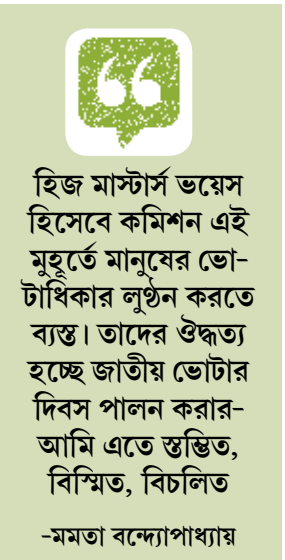 হিজ মাস্টার্স ভয়েস
হিসেবে কমিশন এই
মুহূর্তে মানুষের ভো-
টাধিকার লুণ্ঠন করতে
ব্যস্ত। তাদের ঔদ্ধত্য
হচ্ছে জাতীয় ভোটার
দিবস পালন করার-
আমি এতে স্তম্ভিত,
বিস্মিত, বিচলিত
-মমতা বন্দ্যোপাধ্যায়